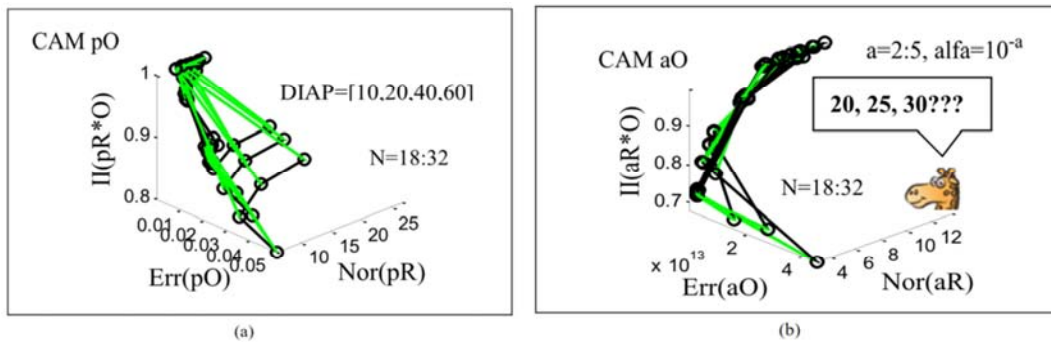 CAM pO
1
0.9
0.8
II(pR*O)
DIAP=[10,20,40,60]
N=18:32
0.01
0.02
0.03
0.04
0.05
Err(pO)
10
15
20
25
Nor(pR)
(a)
CAM aO
a=2:5, alfa=10^-a
20, 25, 30???
0.9
0.8
0.7
II(aR*O)
N=18:32
2
4
x 10^13
Err(aO)
4
6
8
10
12
Nor(aR)
(b)